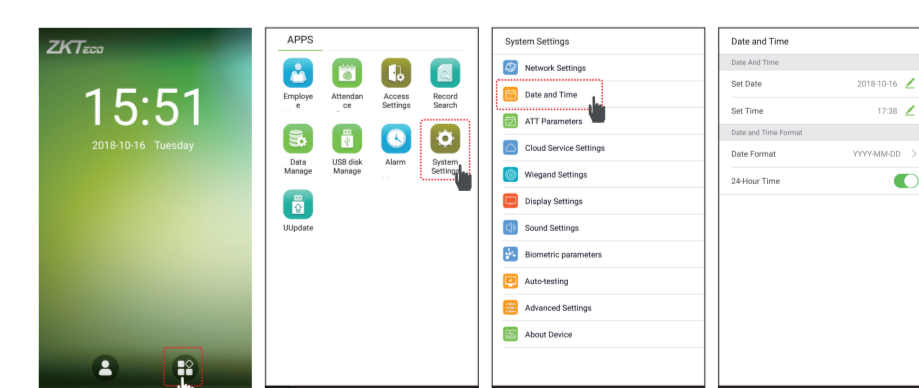 ZKTECO
15:51
2018-10-16 Tuesday
APPS
Employe
e
Attendan
ce
Access
Settings
Record
Search
Data
Manage
USB disk
Manage
Alarm
System
Settings
UUpdate
System Settings
Network Settings
Date and Time
ATT Parameters
Cloud Service Settings
Wiegand Settings
Display Settings
Sound Settings
Biometric parameters
Auto-testing
Advanced Settings
About Device
Date and Time
Date And Time
Set Date 2018-10-16
Set Time 17:38
Date and Time Format
Date Format YYYY-MM-DD >
24-Hour Time